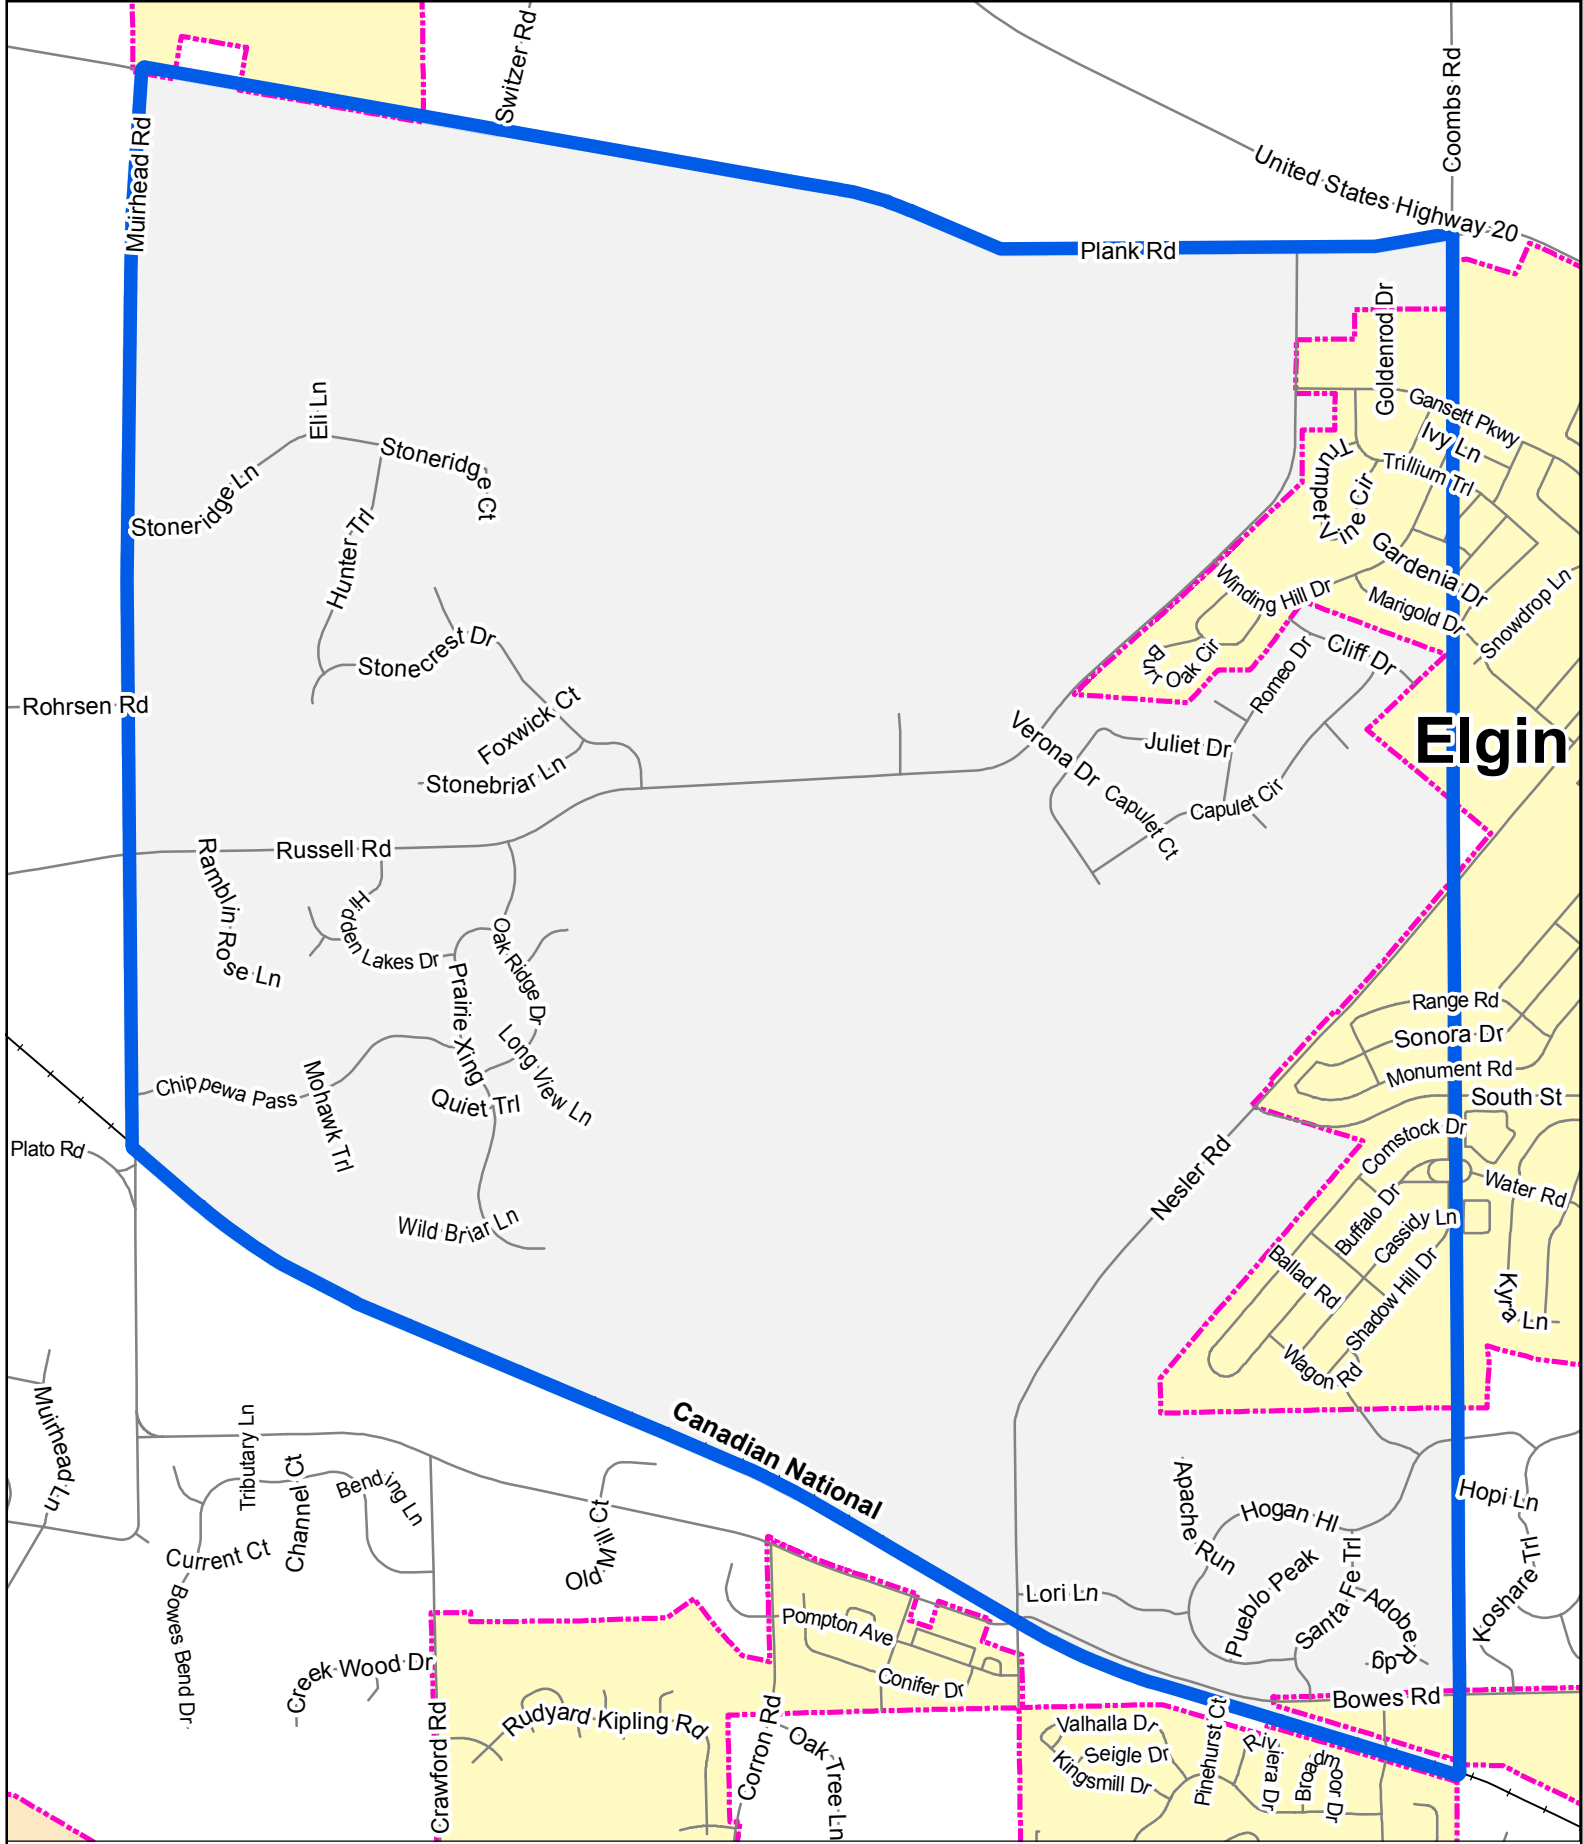 Switzer Rd
Coombs Rd
United States Highway 20
Muirhead Rd
Plank Rd
Goldenrod Dr
Gansett Pkwy
Ivy Ln
Trillium Trl
Trumpet Vine Cir
Gardenia Dr
Marigold Dr
Snowdrop Ln
Winding Hill Dr
Burr Oak Cir
Cliff Dr
Romeo Dr
Eli Ln
Stoneridge Ct
Stoneridge Ln
Hunter Trl
Stonecrest Dr
Foxwick Ct
Stonebriar Ln
Rohrsen Rd
Elgin
Verona Dr
Juliet Dr
Capulet Ct
Capulet Cir
Russell Rd
Ramblin Rose Ln
Hidden Lakes Dr
Oak Ridge Dr
Prairie Xing
Long View Ln
Quiet Trl
Chippewa Pass
Mohawk Trl
Plato Rd
Wild Briar Ln
Range Rd
Sonora Dr
Monument Rd
South St
Comstock Dr
Water Rd
Nesler Rd
Buffalo Dr
Cassidy Ln
Shadow Hill Dr
Ballad Rd
Wagon Rd
Kyra Ln
Canadian National
Muirhead Ln
Tributary Ln
Channel Ct
Bending Ln
Current Ct
Old Mill Ct
Bowes Bend Dr
Creek Wood Dr
Crawford Rd
Rudyard Kipling Rd
Corron Rd
Oak Tree Ln
Pompton Ave
Conifer Dr
Apache Run
Hogan Hl
Hopi Ln
Lori Ln
Pueblo Peak
Santa Fe Trl
Adobe Rdg
Koshare Trl
Bowes Rd
Valhalla Dr
Seigle Dr
Kingsmill Dr
Pinehurst Ct
Riviera Dr
Broadmoor Dr